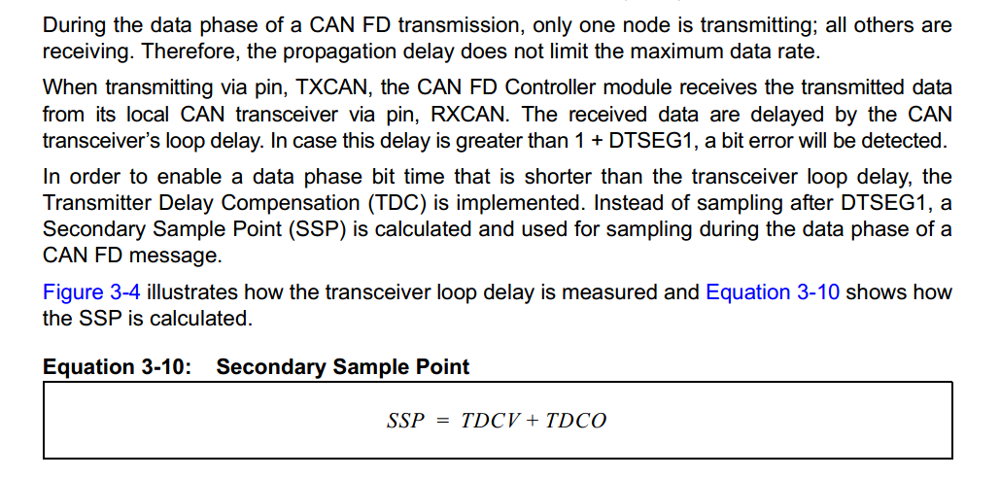 During the data phase of a CAN FD transmission, only one node is transmitting; all others are
receiving. Therefore, the propagation delay does not limit the maximum data rate.
When transmitting via pin, TXCAN, the CAN FD Controller module receives the transmitted data
from its local CAN transceiver via pin, RXCAN. The received data are delayed by the CAN
transceiver's loop delay. In case this delay is greater than 1 + DTSEG1, a bit error will be detected.
In order to enable a data phase bit time that is shorter than the transceiver loop delay, the
Transmitter Delay Compensation (TDC) is implemented. Instead of sampling after DTSEG1, a
Secondary Sample Point (SSP) is calculated and used for sampling during the data phase of a
CAN FD message.
Figure 3-4 illustrates how the transceiver loop delay is measured and Equation 3-10 shows how
the SSP is calculated.
Equation 3-10: Secondary Sample Point
SSP = TDCV + TDCO